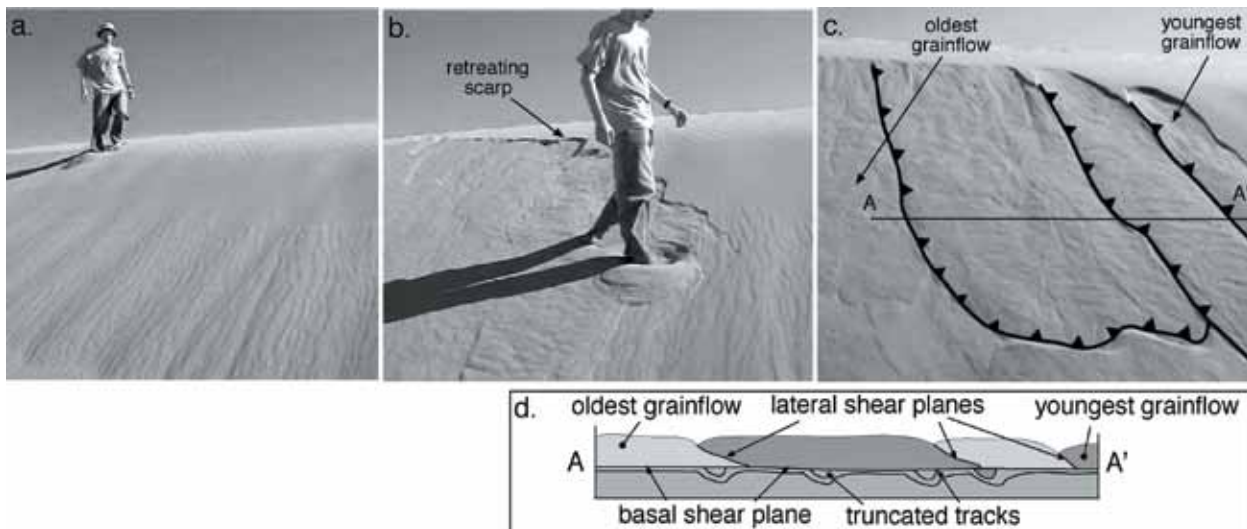 a.
b.
retreating
scarp
c.
oldest
grainflow
youngest
grainflow
A
A'
d.
oldest grainflow
lateral shear planes
youngest grainflow
A
A'
basal shear plane
truncated tracks